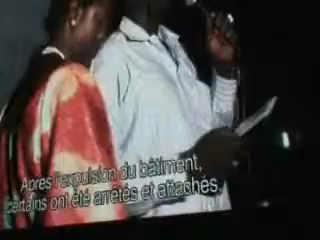 Après l'expulsion du bâtiment,
certains ont été arrêtés et attachés.